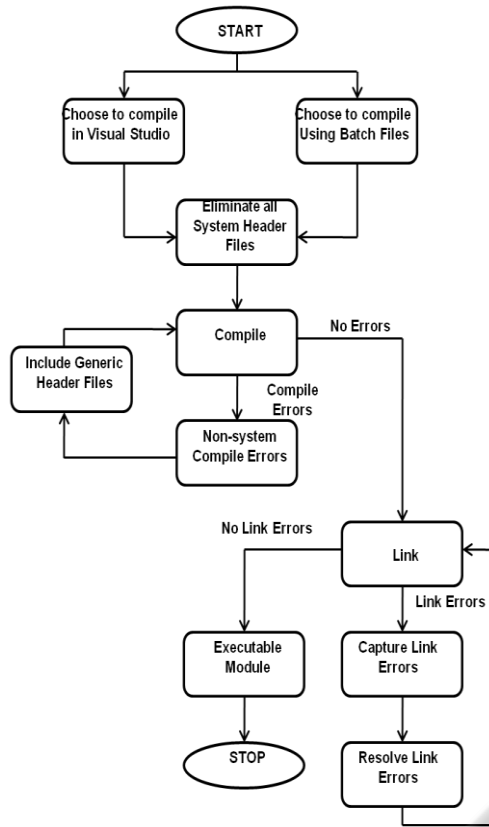 START
Choose to compile
in Visual Studio
Choose to compile
Using Batch Files
Eliminate all
System Header
Files
Compile
No Errors
Include Generic
Header Files
Compile
Errors
Non-system
Compile Errors
No Link Errors
Link
Link Errors
Executable
Module
Capture Link
Errors
STOP
Resolve Link
Errors